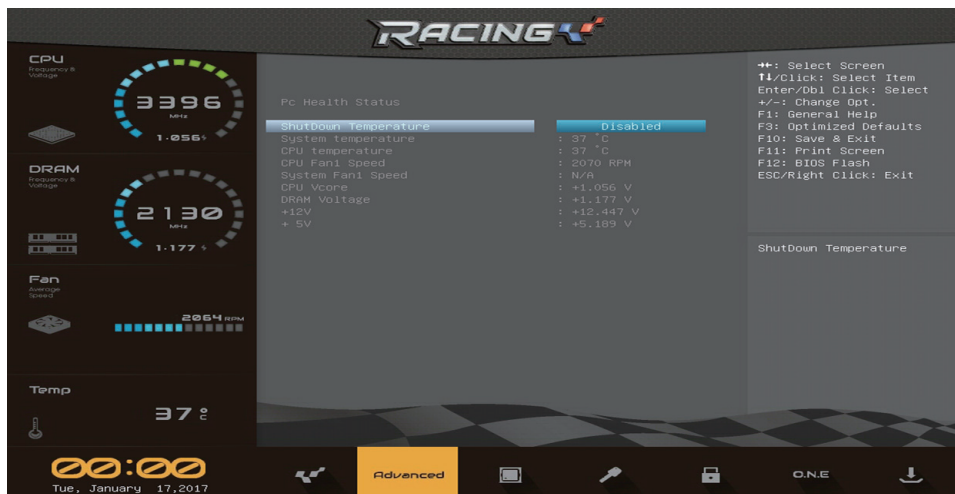 RACING
CPU
Frequency &
Voltage
3396
MHz
1.056V
DRAM
Frequency &
Voltage
2130
MHz
1.177 V
Fan
Average
Speed
2064 RPM
Temp
37 °C
Pc Health Status
ShutDown Temperature Disabled
System temperature : 37 °C
CPU temperature : 37 °C
CPU Fan1 Speed : 2070 RPM
System Fan1 Speed : N/A
CPU Vcore : +1.056 V
DRAM Voltage : +1.177 V
+12V : +12.447 V
+ 5V : +5.189 V
→←: Select Screen
↑↓/Click: Select Item
Enter/Dbl Click: Select
+/-: Change Opt.
F1: General Help
F3: Optimized Defaults
F10: Save & Exit
F11: Print Screen
F12: BIOS Flash
ESC/Right Click: Exit
ShutDown Temperature
00:00
Tue, January 17,2017
Advanced
O.N.E